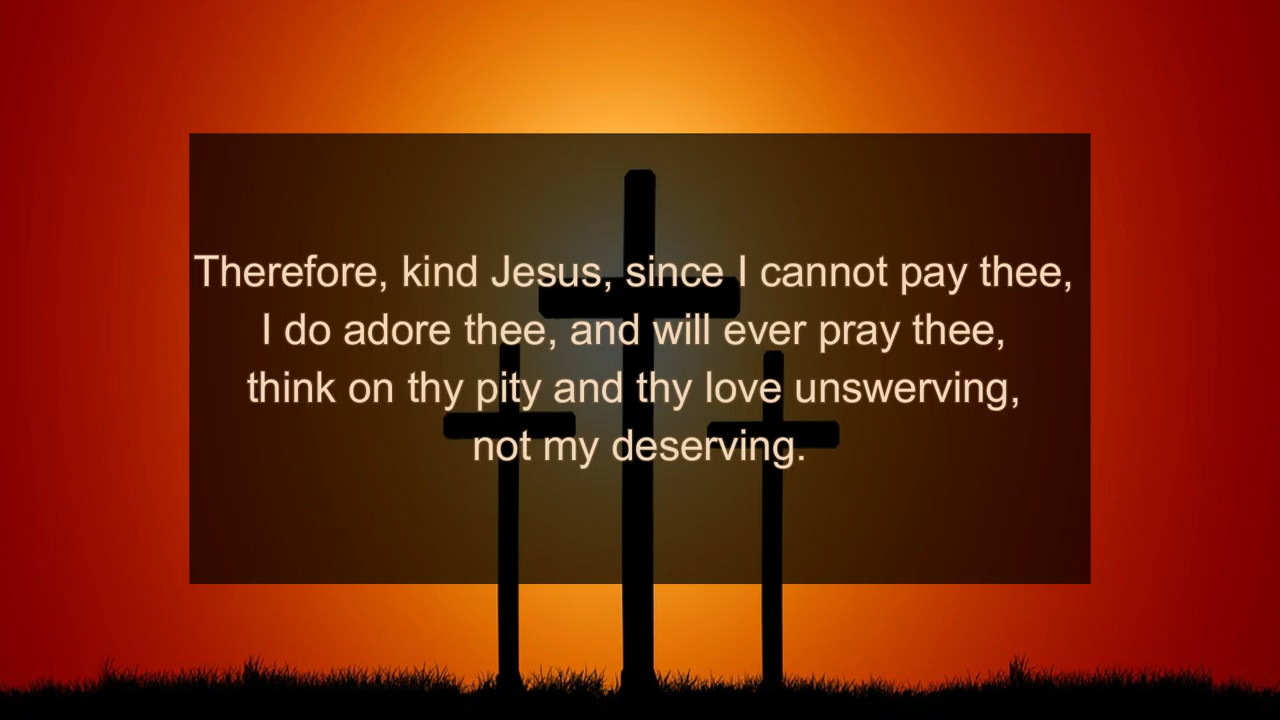 Therefore, kind Jesus, since I cannot pay thee,
I do adore thee, and will ever pray thee,
think on thy pity and thy love unswerving,
not my deserving.